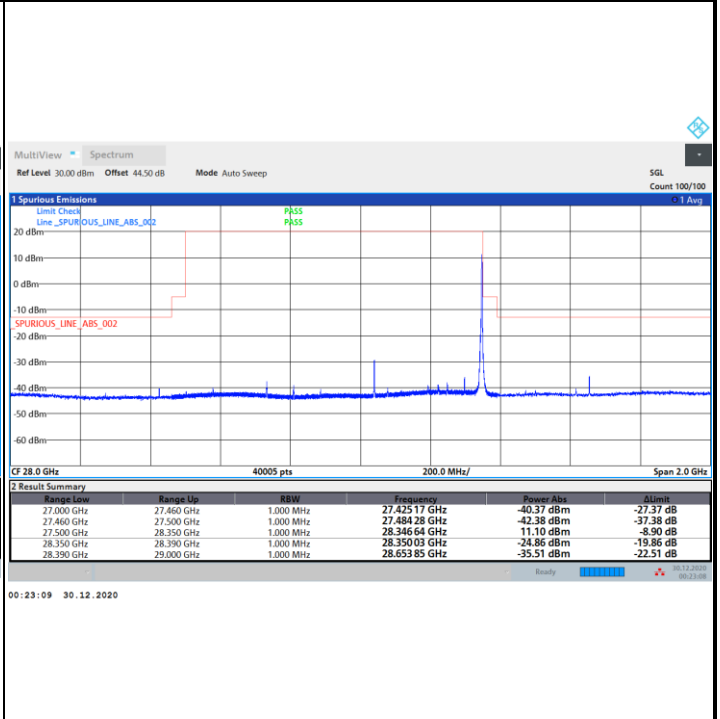 MultiView Spectrum
Ref Level 30.00 dBm Offset 44.50 dB Mode Auto Sweep SGL
Count 100/100
1 Spurious Emissions 1 Avg
Limit Check PASS
Line _SPURIOUS_LINE_ABS_002 PASS
20 dBm
10 dBm
0 dBm
-10 dBm
_SPURIOUS_LINE_ABS_002
-20 dBm
-30 dBm
-40 dBm
-50 dBm
-60 dBm
CF 28.0 GHz 40005 pts 200.0 MHz/ Span 2.0 GHz
2 Result Summary
Range Low Range Up RBW Frequency Power Abs ΔLimit
27.000 GHz 27.460 GHz 1.000 MHz 27.425 17 GHz -40.37 dBm -27.37 dB
27.460 GHz 27.500 GHz 1.000 MHz 27.484 28 GHz -42.38 dBm -37.38 dB
27.500 GHz 28.350 GHz 1.000 MHz 28.346 64 GHz 11.10 dBm -8.90 dB
28.350 GHz 28.390 GHz 1.000 MHz 28.350 03 GHz -24.86 dBm -19.86 dB
28.390 GHz 29.000 GHz 1.000 MHz 28.653 85 GHz -35.51 dBm -22.51 dB
Ready 30.12.2020
00:23:08
00:23:09 30.12.2020